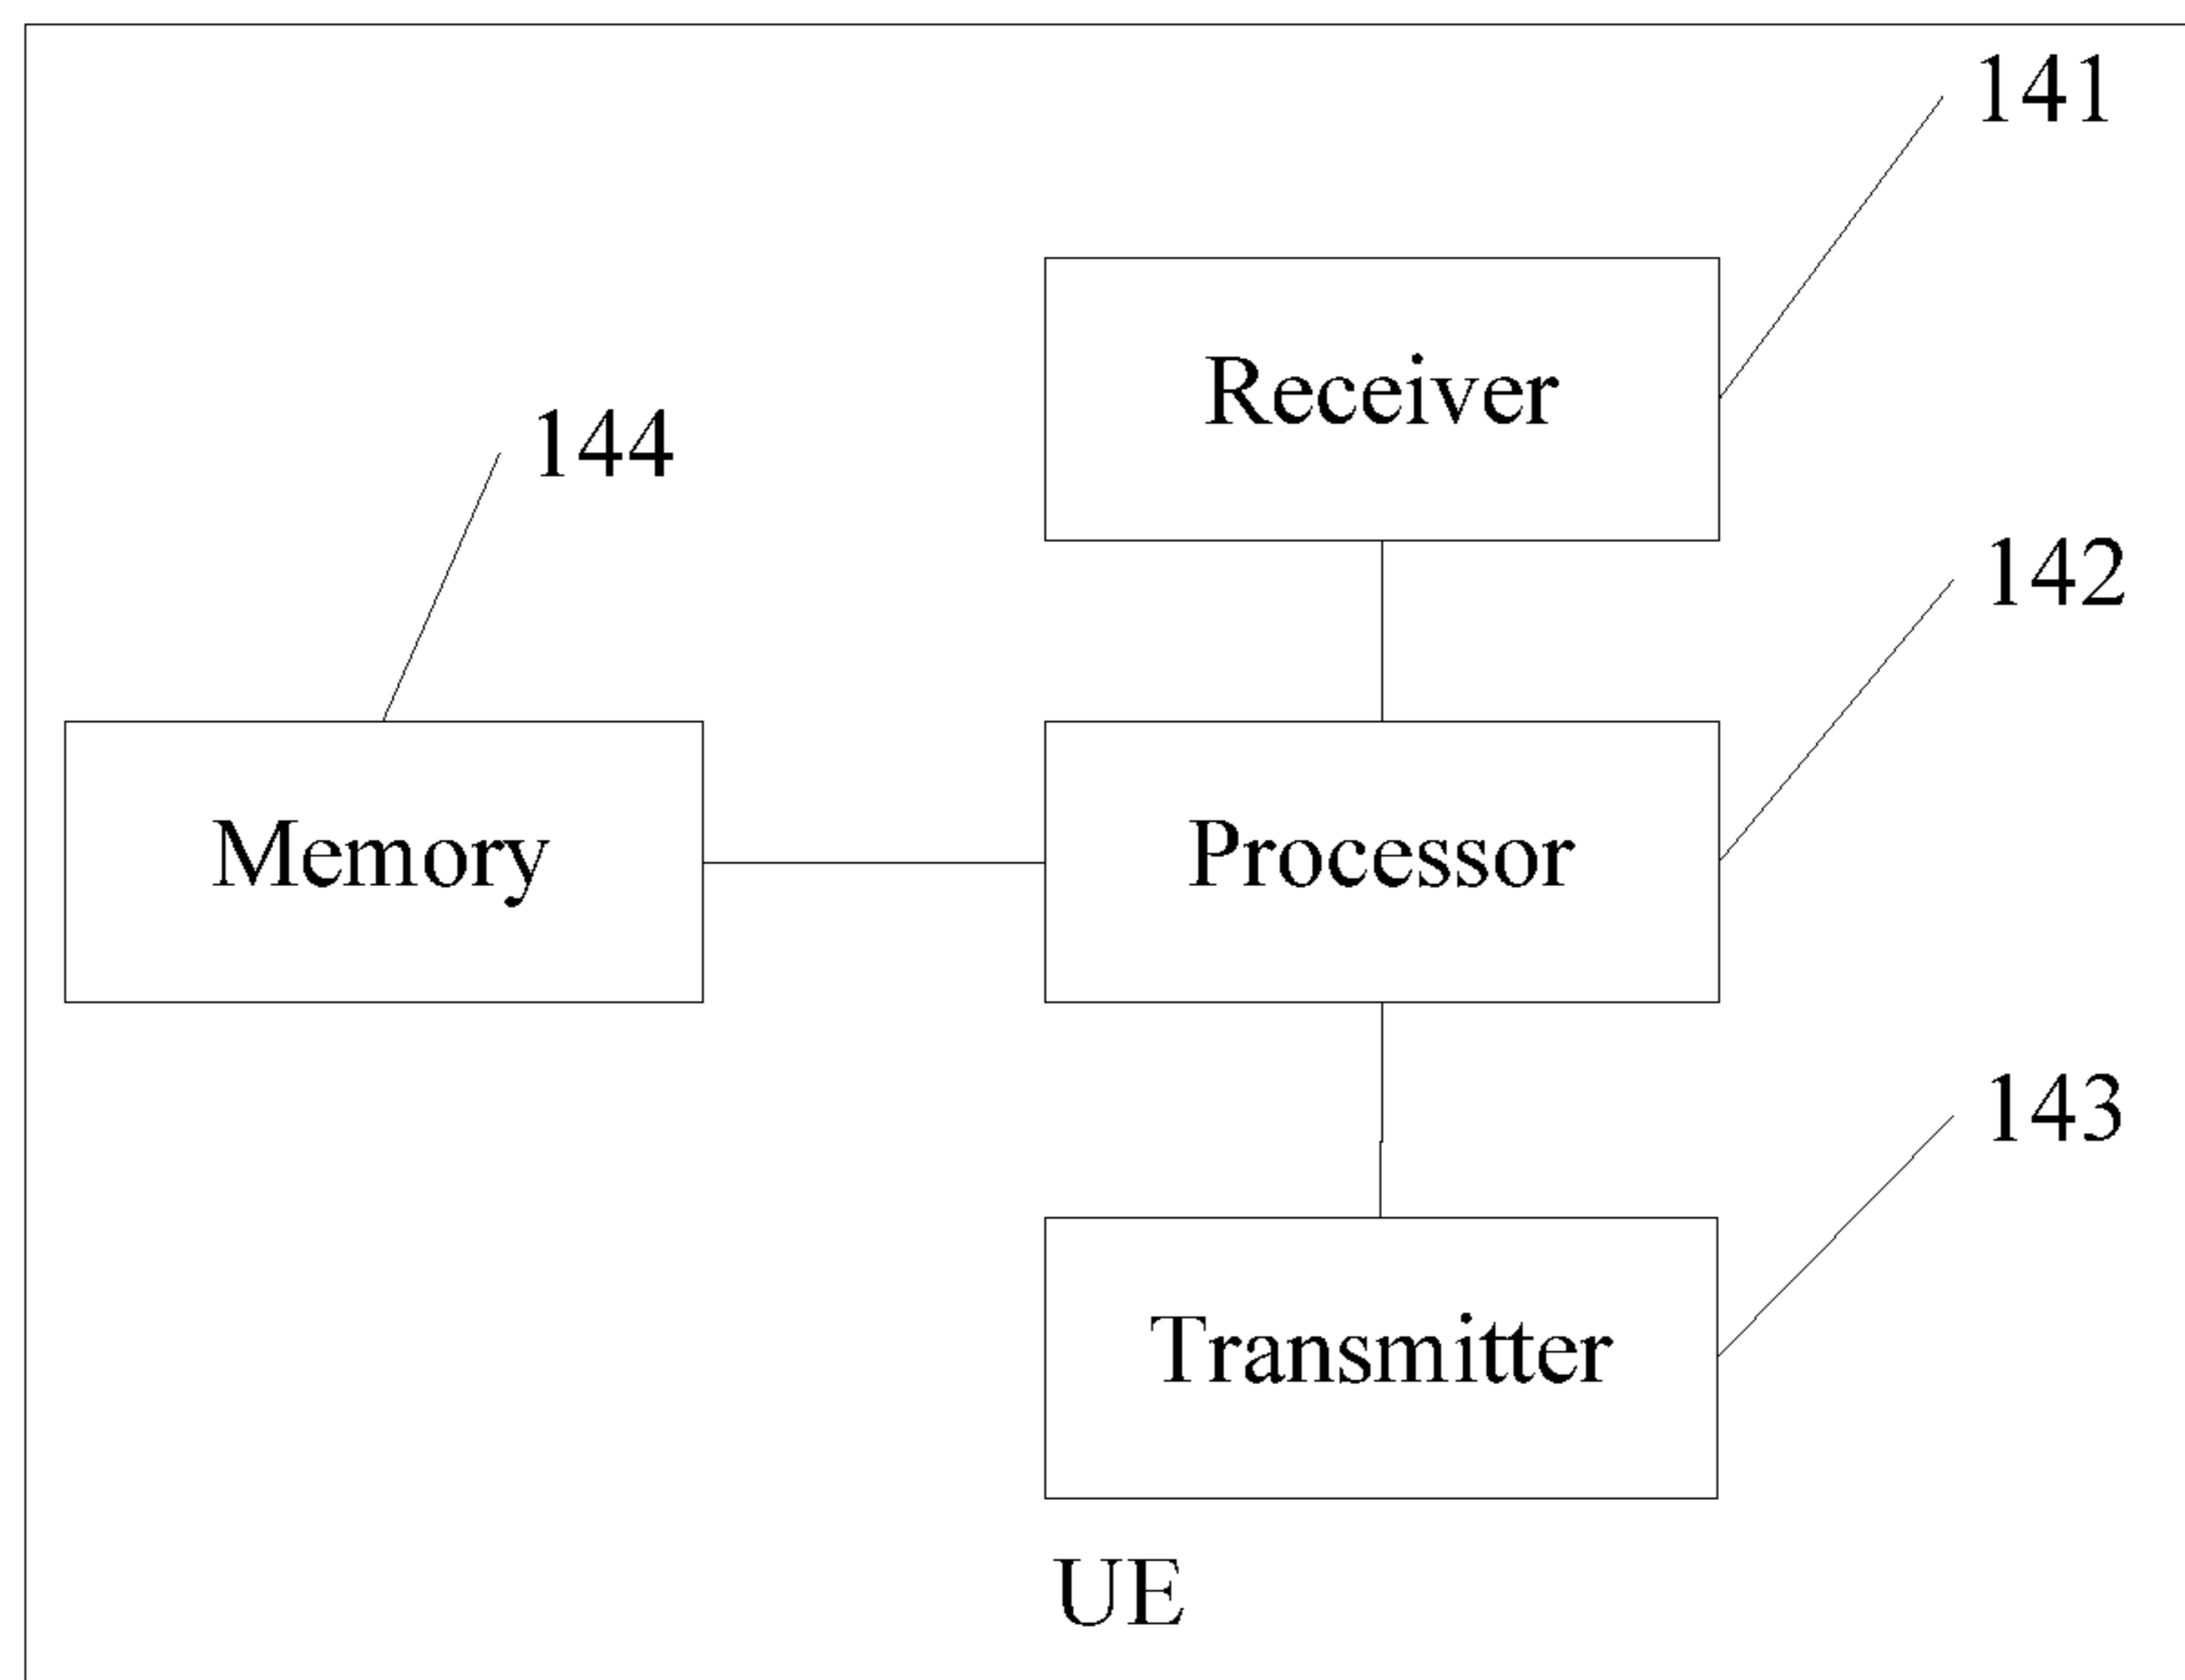 141
Receiver
144
142
Memory
Processor
143
Transmitter
UE